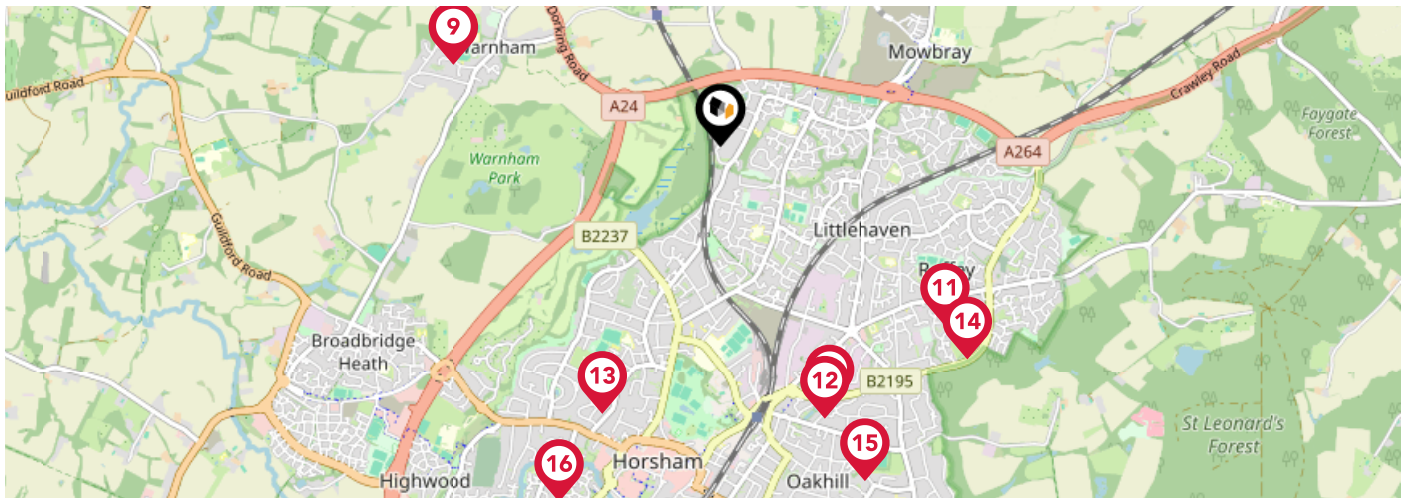 9
Warnham
Dorking Road
Mowbray
Guildford Road
A24
Crawley Road
Faygate
Forest
A264
Warnham
Park
Guildford Road
B2237
Littlehaven
11
14
Broadbridge
Heath
13
12
B2195
15
St Leonard's
Forest
16
Horsham
Highwood
Oakhill